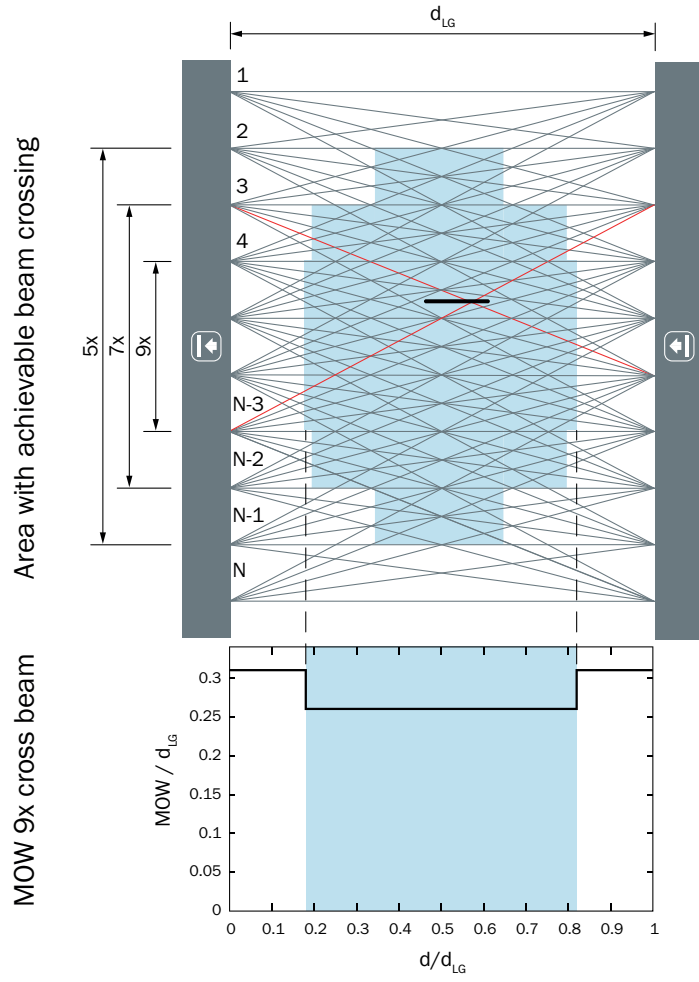 d_LG
Area with achievable beam crossing
1
2
3
4
5x
7x
9x
N-3
N-2
N-1
N
MOW 9x cross beam
MOW / d_LG
0.3
0.25
0.2
0.15
0.1
0.05
0
0 0.1 0.2 0.3 0.4 0.5 0.6 0.7 0.8 0.9 1
d/d_LG